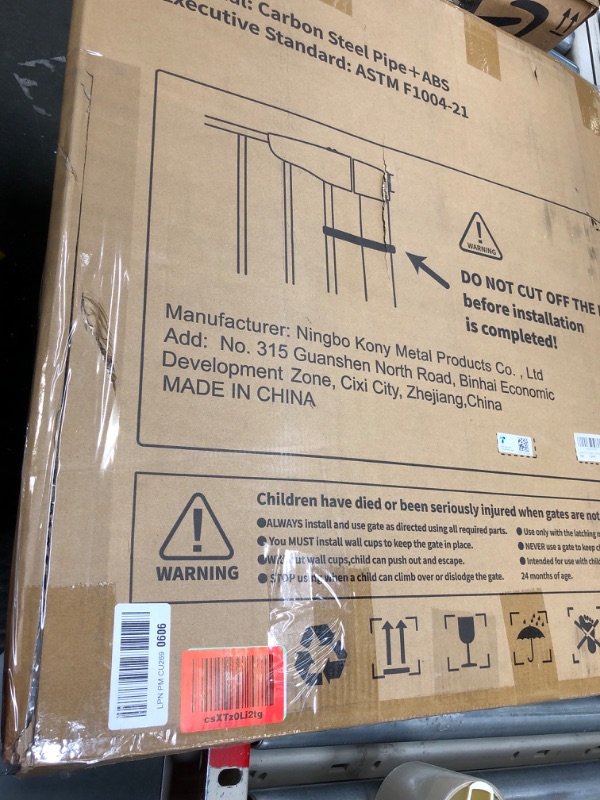 Carbon Steel Pipe+ABS
Executive Standard: ASTM F1004-21
WARNING
DO NOT CUT OFF THE
before installation
is completed!
Manufacturer: Ningbo Kony Metal Products Co. , Ltd
Add: No. 315 Guanshen North Road, Binhai Economic
Development Zone, Cixi City, Zhejiang,China
MADE IN CHINA
WARNING
Children have died or been seriously injured when gates are not
●ALWAYS install and use gate as directed using all required parts.
●You MUST install wall cups to keep the gate in place.
wall cups,child can push out and escape.
●STOP using when a child can climb over or dislodge the gate.
●Use only with the latching
●NEVER use a gate to keep
●Intended for use with
24 months of age.
LPN PM CU269 0606
csXTz0Li2lg